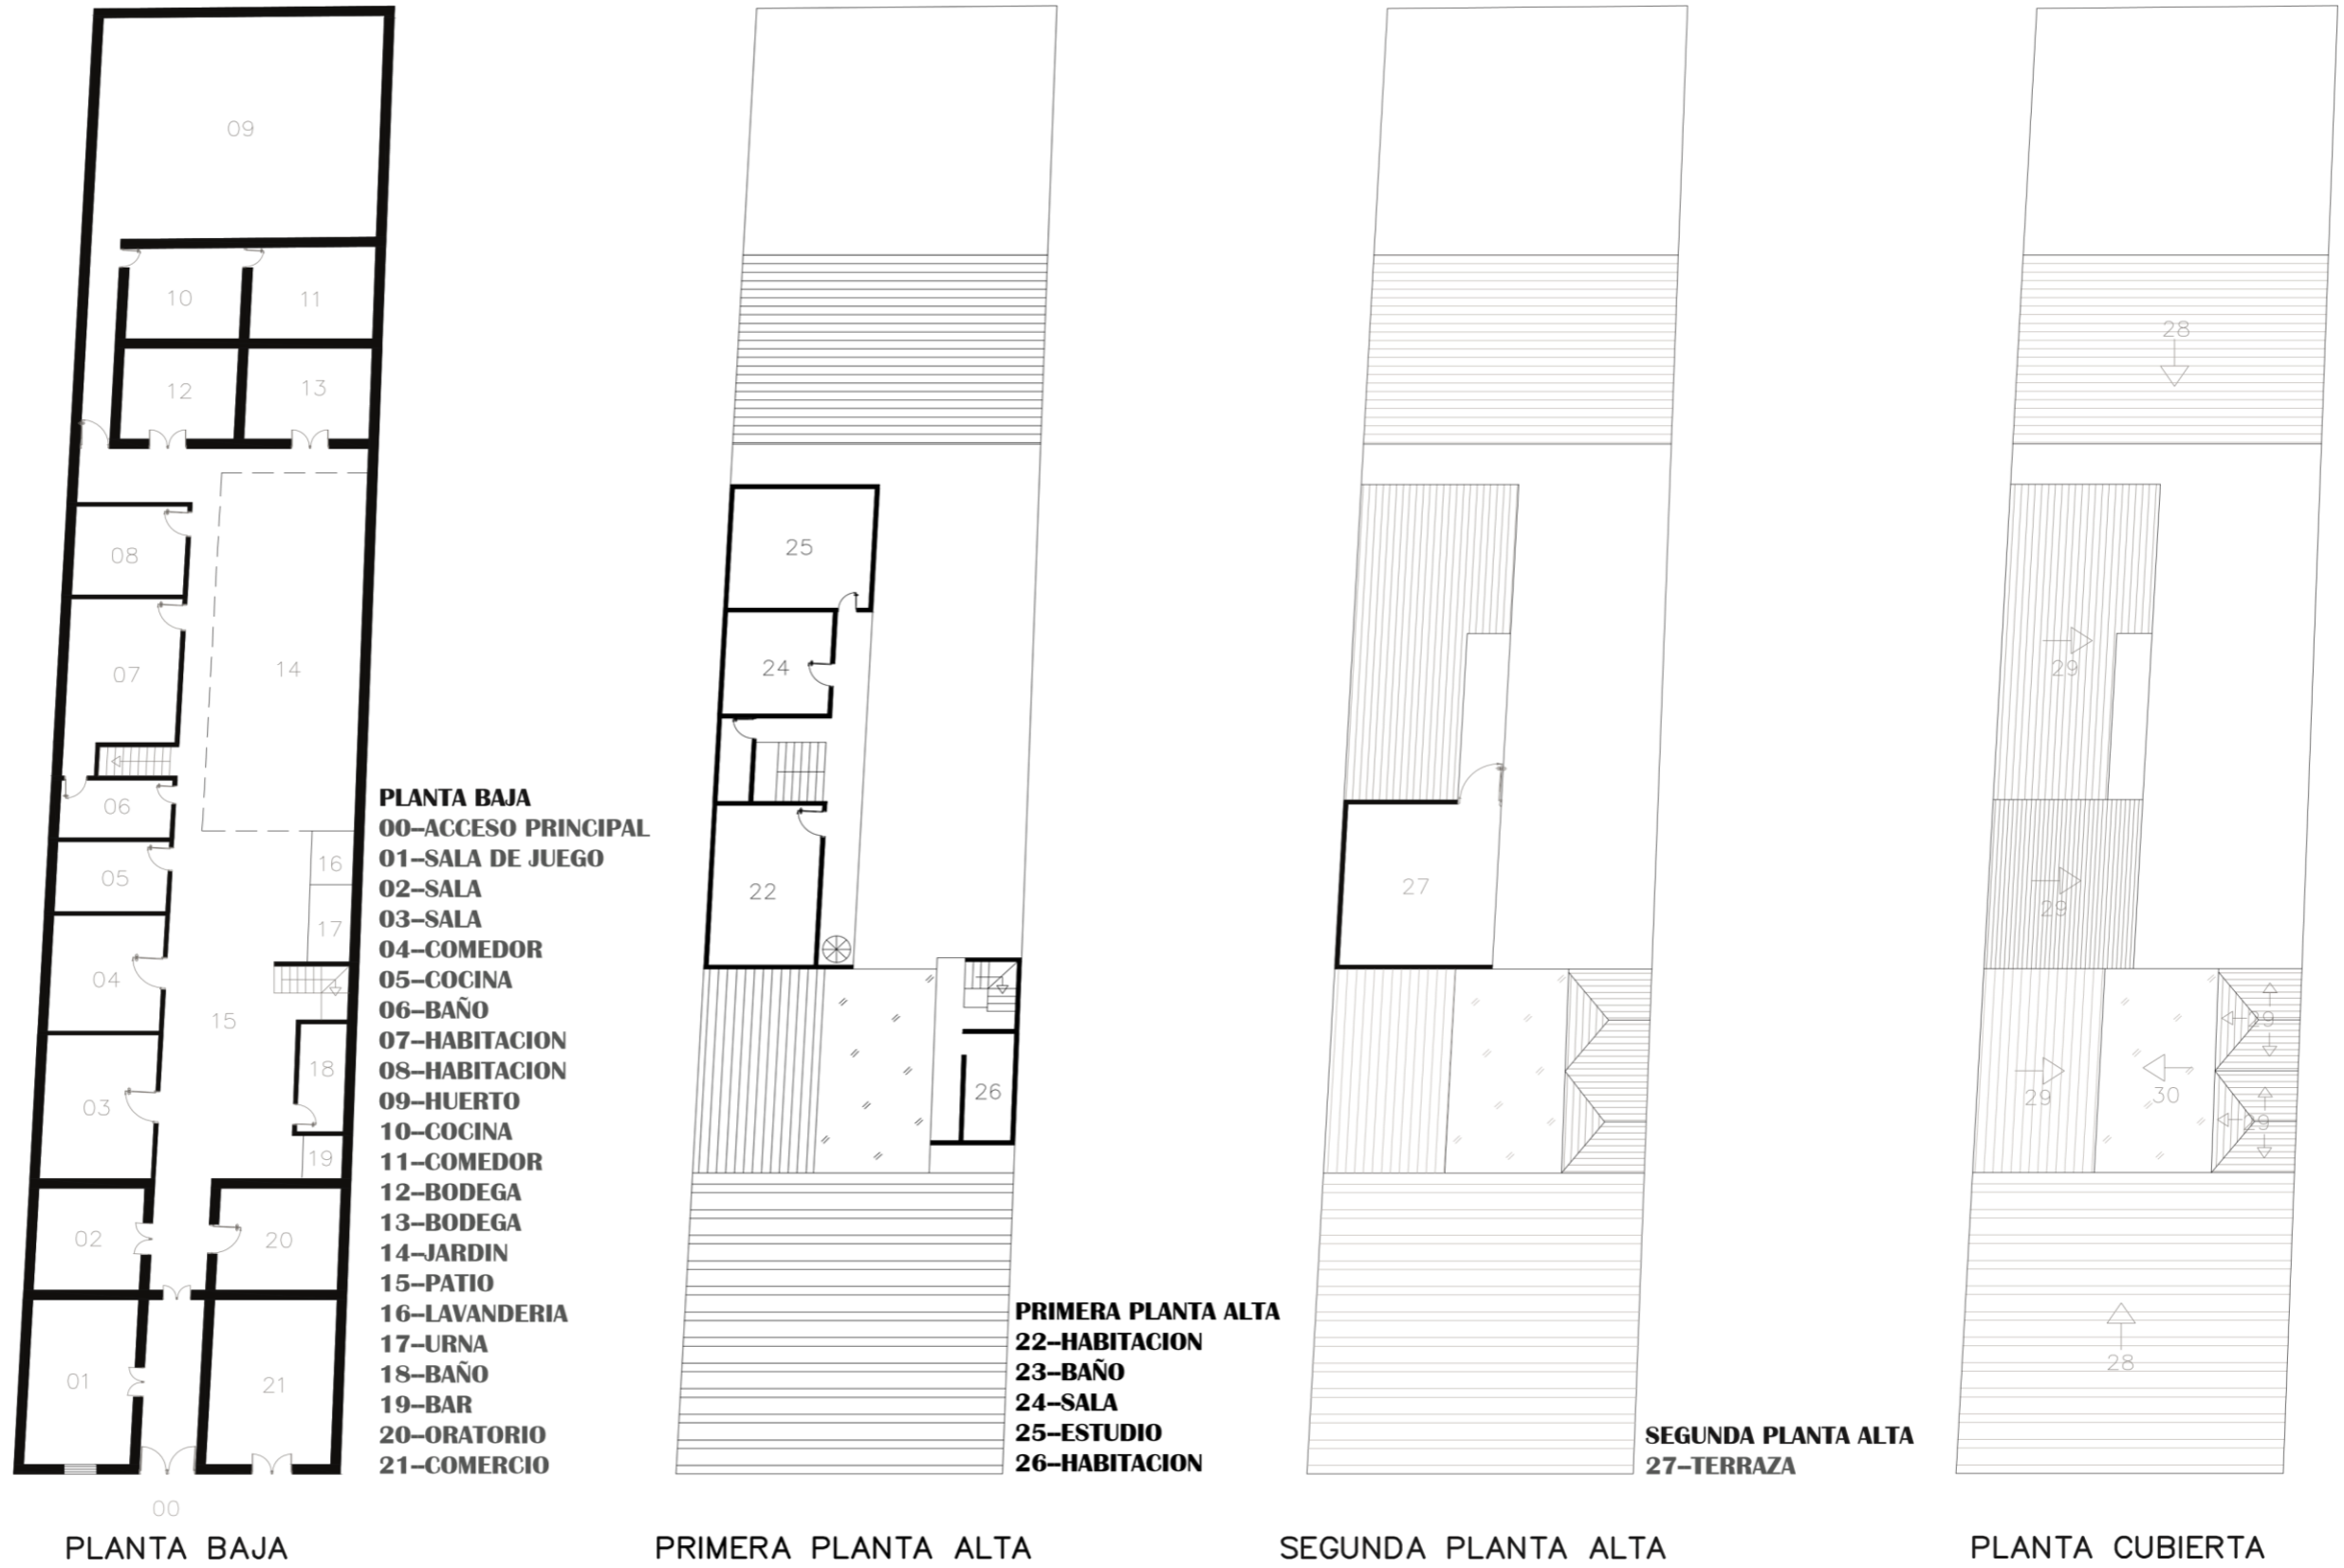 09
10
11
12
13
08
07
14
06
05
16
17
04
15
18
03
19
02
20
01
21
00
PLANTA BAJA
PLANTA BAJA
00–ACCESO PRINCIPAL
01–SALA DE JUEGO
02–SALA
03–SALA
04–COMEDOR
05–COCINA
06–BAÑO
07–HABITACION
08–HABITACION
09–HUERTO
10–COCINA
11–COMEDOR
12–BODEGA
13–BODEGA
14–JARDIN
15–PATIO
16–LAVANDERIA
17–URNA
18–BAÑO
19–BAR
20–ORATORIO
21–COMERCIO
25
24
22
26
PRIMERA PLANTA ALTA
PRIMERA PLANTA ALTA
22–HABITACION
23–BAÑO
24–SALA
25–ESTUDIO
26–HABITACION
27
SEGUNDA PLANTA ALTA
SEGUNDA PLANTA ALTA
27–TERRAZA
28
29
29
29
29
30
29
28
PLANTA CUBIERTA